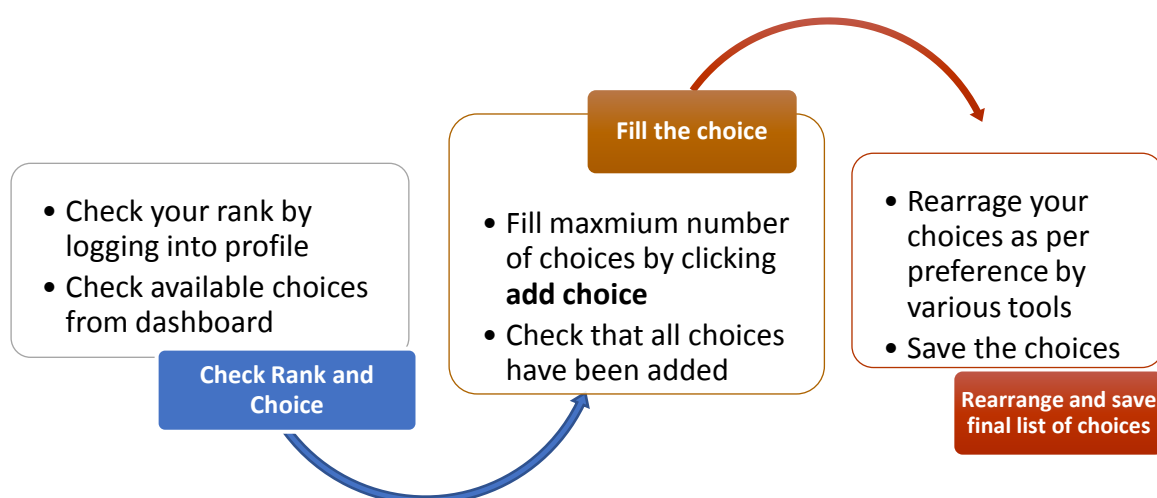 • Check your rank by
logging into profile
• Check available choices
from dashboard
Check Rank and
Choice
Fill the choice
• Fill maxmium number
of choices by clicking
add choice
• Check that all choices
have been added
• Rearrage your
choices as per
preference by
various tools
• Save the choices
Rearrange and save
final list of choices